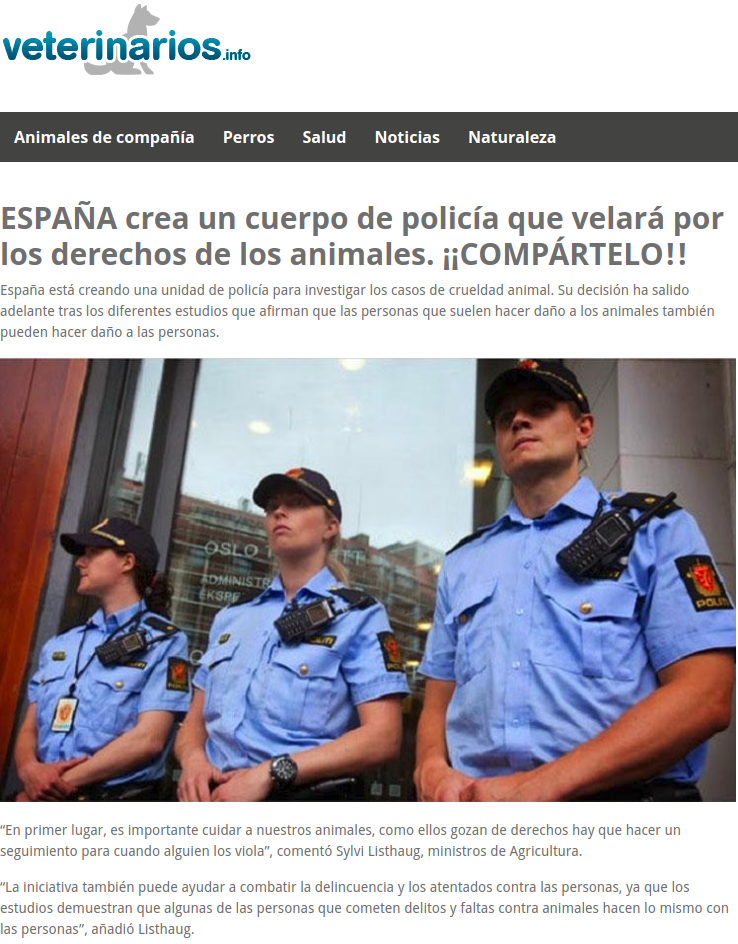 veterinarios.info
Animales de compañía Perros Salud Noticias Naturaleza
ESPAÑA crea un cuerpo de policía que velará por
los derechos de los animales. ¡¡COMPÁRTELO!!
España está creando una unidad de policía para investigar los casos de crueldad animal. Su decisión ha salido
adelante tras los diferentes estudios que afirman que las personas que suelen hacer daño a los animales también
pueden hacer daño a las personas.
OSLO
ADMINISTR
EKSPE
POLITI
“En primer lugar, es importante cuidar a nuestros animales, como ellos gozan de derechos hay que hacer un
seguimiento para cuando alguien los viola”, comentó Sylvi Listhaug, ministros de Agricultura.
“La iniciativa también puede ayudar a combatir la delincuencia y los atentados contra las personas, ya que los
estudios demuestran que algunas de las personas que cometen delitos y faltas contra animales hacen lo mismo con
las personas”, añadió Listhaug.